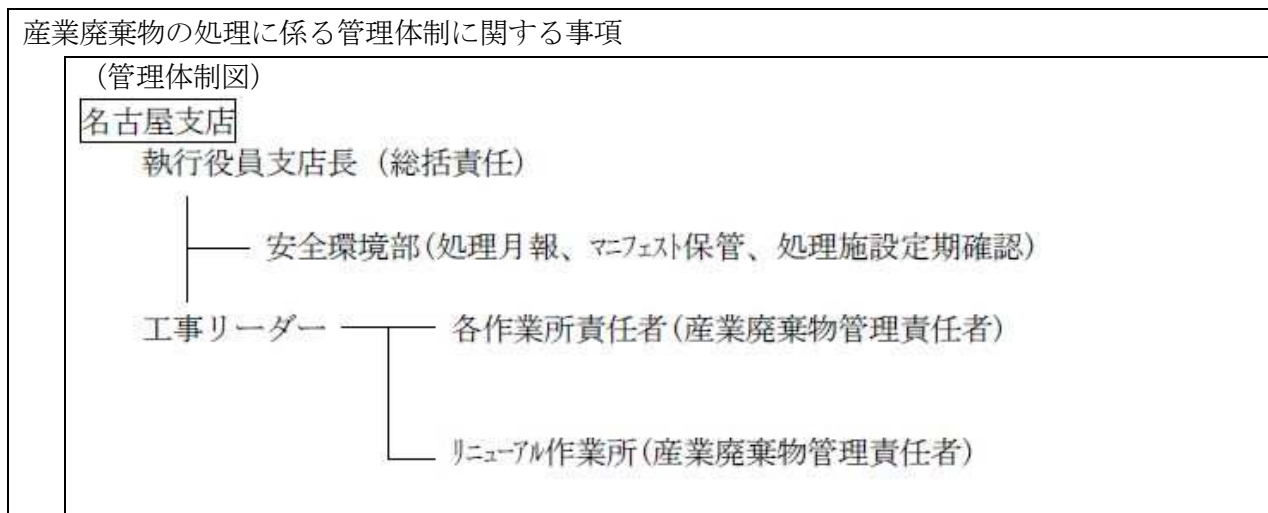 産業廃棄物の処理に係る管理体制に関する事項
（管理体制図）
名古屋支店
執行役員支店長（総括責任）
安全環境部(処理月報、ﾏﾆﾌｪｽﾄ保管、処理施設定期確認)
工事リーダー
各作業所責任者(産業廃棄物管理責任者)
ﾘﾆｭｰｱﾙ作業所(産業廃棄物管理責任者)